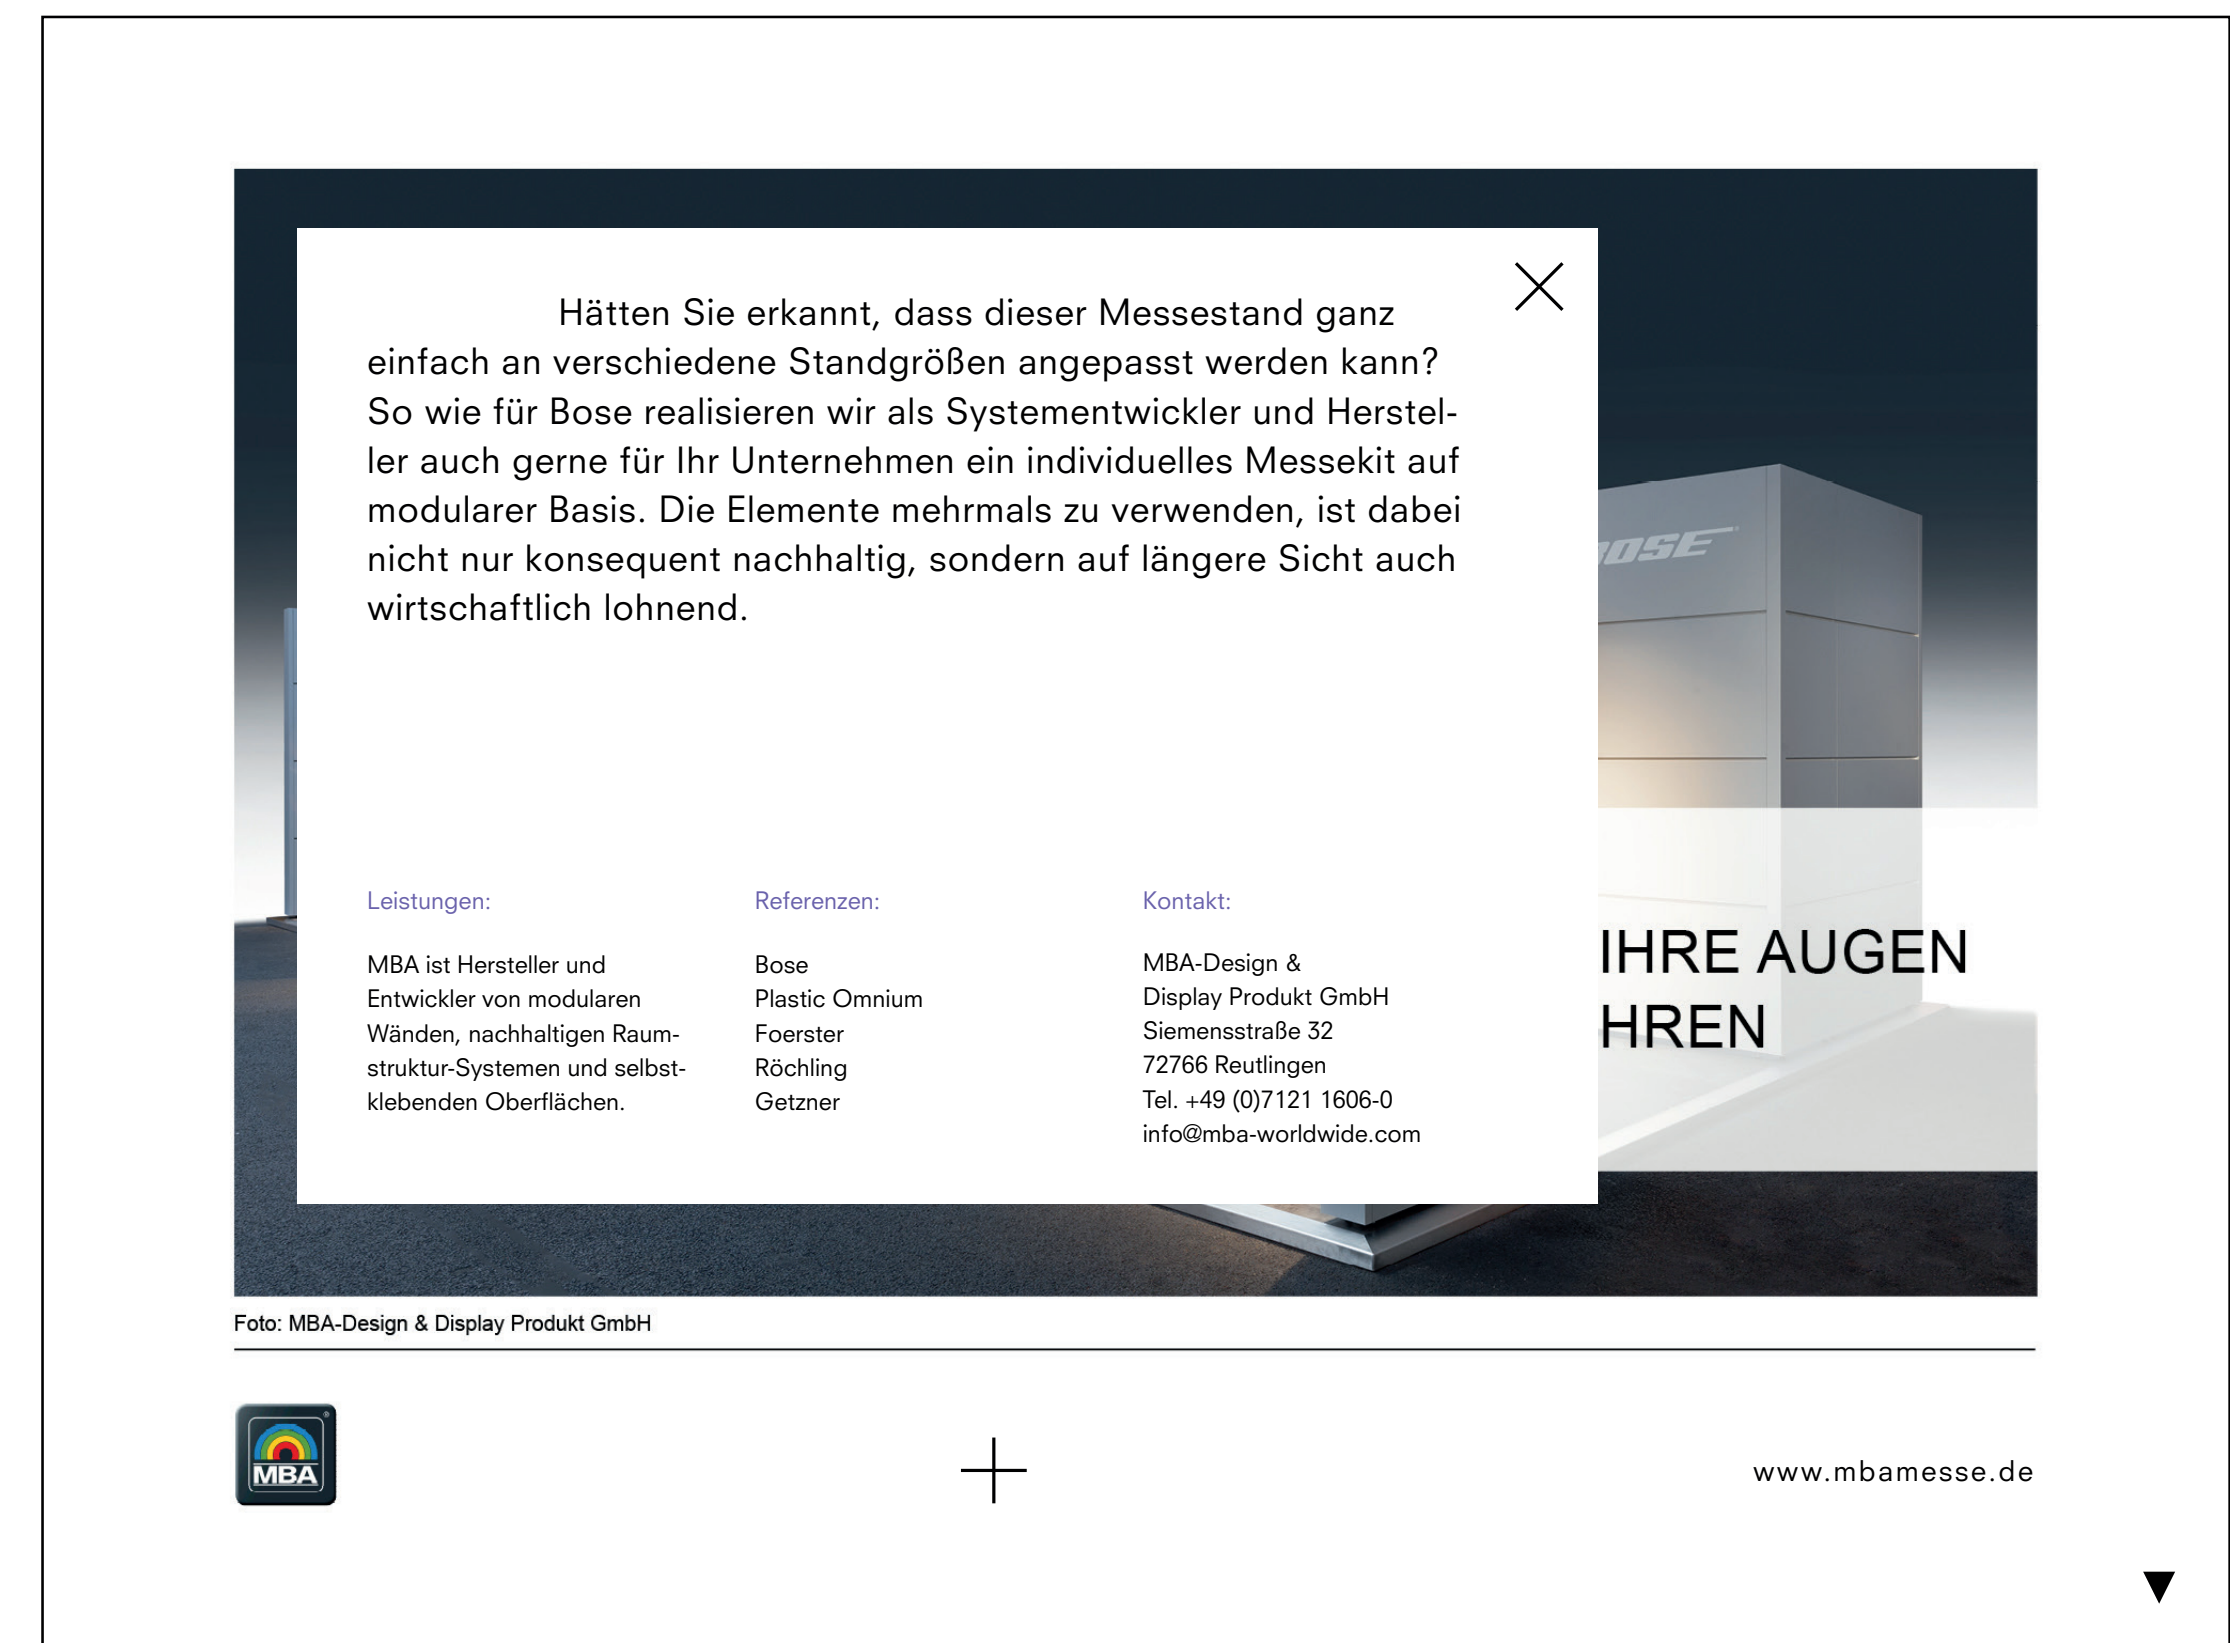 Hätten Sie erkannt, dass dieser Messestand ganz
einfach an verschiedene Standgrößen angepasst werden kann?
So wie für Bose realisieren wir als Systementwickler und Herstel-
ler auch gerne für Ihr Unternehmen ein individuelles Messekit auf
modularer Basis. Die Elemente mehrmals zu verwenden, ist dabei
nicht nur konsequent nachhaltig, sondern auf längere Sicht auch
wirtschaftlich lohnend.
OSE
Leistungen:
MBA ist Hersteller und
Entwickler von modularen
Wänden, nachhaltigen Raum-
struktur-Systemen und selbst-
klebenden Oberflächen.
Referenzen:
Bose
Plastic Omnium
Foerster
Röchling
Getzner
Kontakt:
MBA-Design &
Display Produkt GmbH
Siemensstraße 32
72766 Reutlingen
Tel. +49 (0)7121 1606-0
info@mba-worldwide.com
IHRE AUGEN
HREN
Foto: MBA-Design & Display Produkt GmbH
MBA
www.mbamesse.de